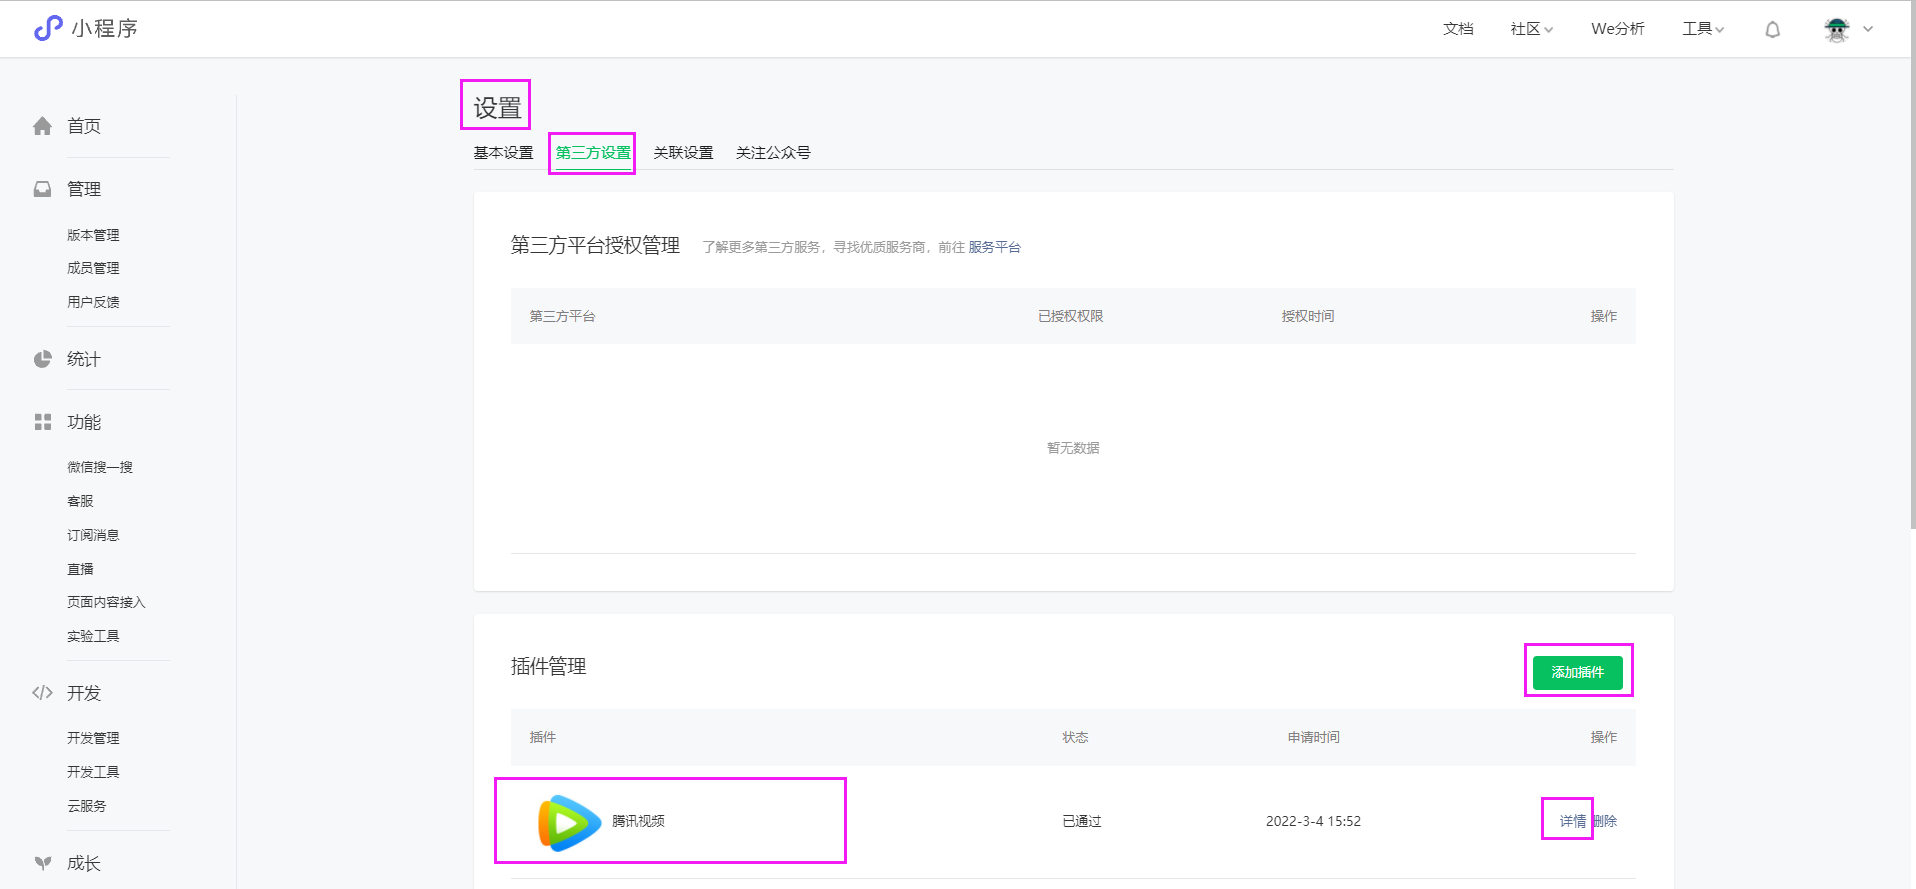 小程序
文档 社区 We分析 工具
首页
管理
版本管理
成员管理
用户反馈
统计
功能
微信搜一搜
客服
订阅消息
直播
页面内容接入
实验工具
开发
开发管理
开发工具
云服务
成长
设置
基本设置 第三方设置 关联设置 关注公众号
第三方平台授权管理 了解更多第三方服务，寻找优质服务商，前往 服务平台
第三方平台 已授权权限 授权时间 操作
暂无数据
插件管理 添加插件
插件 状态 申请时间 操作
腾讯视频 已通过 2022-3-4 15:52 详情 删除